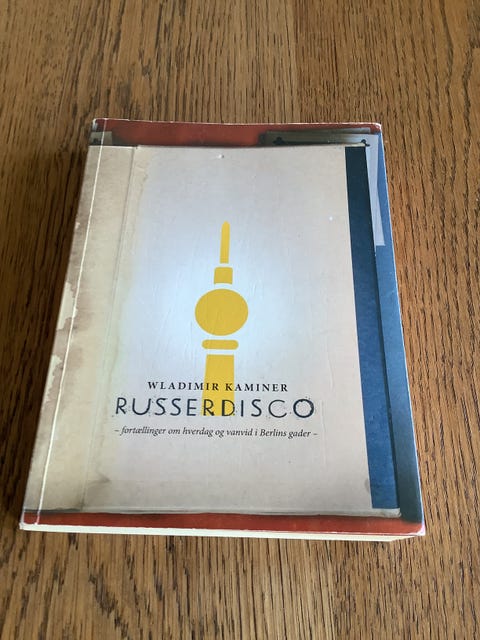 WLADIMIR KAMINER
RUSSERDISCO
– fortællinger om hverdag og vanvid i Berlins gader –